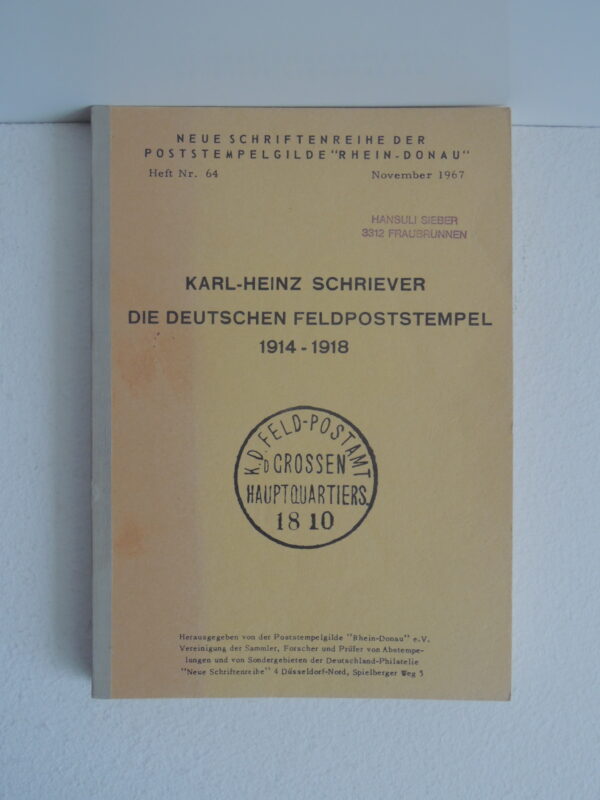 NEUE SCHRIFTENREIHE DER
POSTSTEMPELGILDE "RHEIN-DONAU"
Heft Nr. 64 November 1967
HANSULI SIEBER
3312 FRAUBRUNNEN
KARL-HEINZ SCHRIEVER
DIE DEUTSCHEN FELDPOSTSTEMPEL
1914 - 1918
K.D. FELD-POSTAMT
D GROSSEN
HAUPTQUARTIERS.
18 10
Herausgegeben von der Poststempelgilde "Rhein-Donau" e.V.
Vereinigung der Sammler, Forscher und Prüfer von Abstempe-
lungen und von Sondergebieten der Deutschland-Philatelie
"Neue Schriftenreihe" 4 Düsseldorf-Nord, Spielberger Weg 5